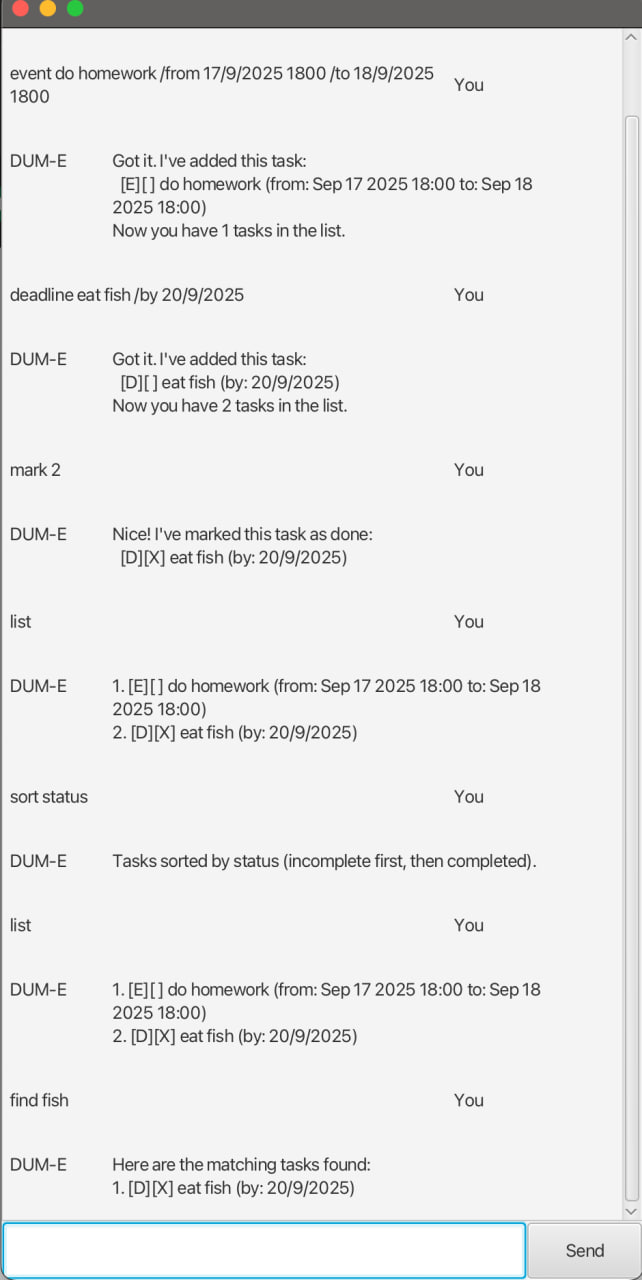 event do homework /from 17/9/2025 1800 /to 18/9/2025
1800
You
DUM-E
Got it. I've added this task:
[E][ ] do homework (from: Sep 17 2025 18:00 to: Sep 18
2025 18:00)
Now you have 1 tasks in the list.
deadline eat fish /by 20/9/2025
You
DUM-E
Got it. I've added this task:
[D][ ] eat fish (by: 20/9/2025)
Now you have 2 tasks in the list.
mark 2
You
DUM-E
Nice! I've marked this task as done:
[D][X] eat fish (by: 20/9/2025)
list
You
DUM-E
1. [E][ ] do homework (from: Sep 17 2025 18:00 to: Sep 18
2025 18:00)
2. [D][X] eat fish (by: 20/9/2025)
sort status
You
DUM-E
Tasks sorted by status (incomplete first, then completed).
list
You
DUM-E
1. [E][ ] do homework (from: Sep 17 2025 18:00 to: Sep 18
2025 18:00)
2. [D][X] eat fish (by: 20/9/2025)
find fish
You
DUM-E
Here are the matching tasks found:
1. [D][X] eat fish (by: 20/9/2025)
Send